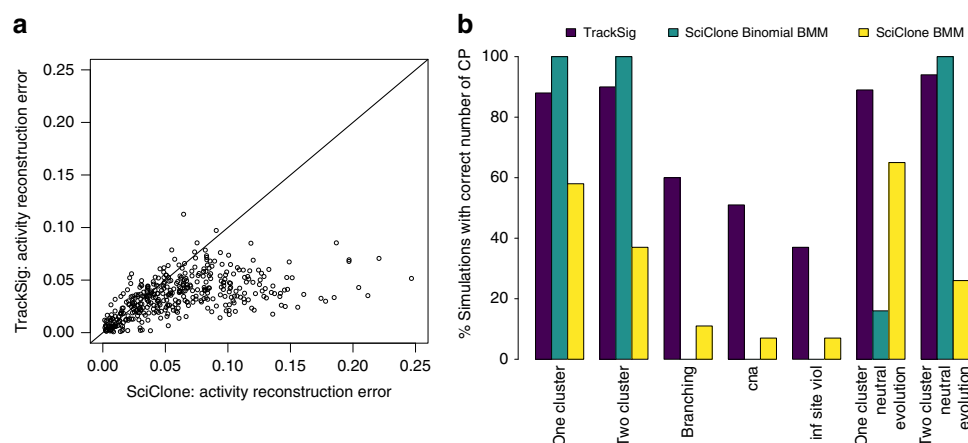 a
TrackSig: activity reconstruction error
0.25
0.20
0.15
0.10
0.05
0.00
0.00 0.05 0.10 0.15 0.20 0.25
SciClone: activity reconstruction error
b
TrackSig SciClone Binomial BMM SciClone BMM
% Simulations with correct number of CP
100
80
60
40
20
0
One cluster
Two cluster
Branching
cna
inf site viol
One cluster
neutral
evolution
Two cluster
neutral
evolution